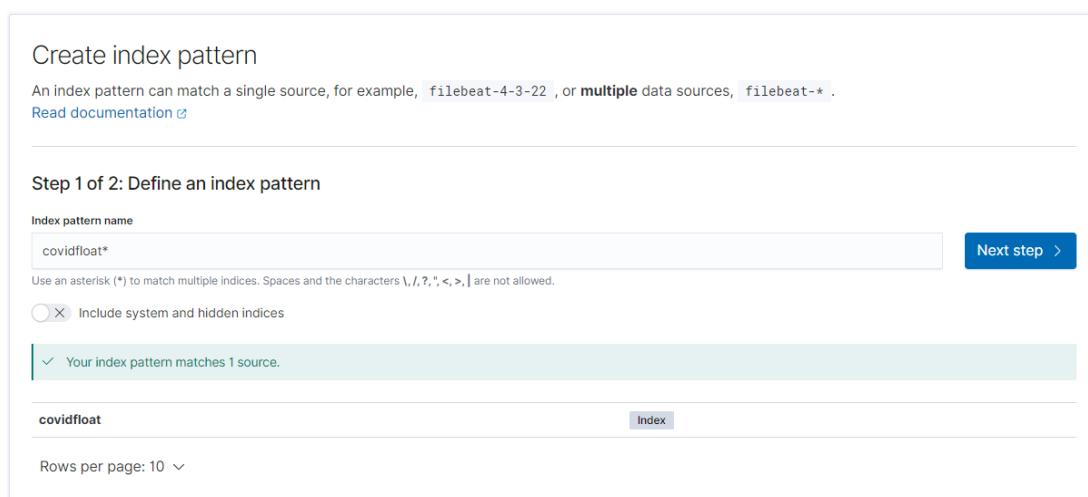 Create index pattern
An index pattern can match a single source, for example, filebeat-4-3-22 , or multiple data sources, filebeat-* .
Read documentation
Step 1 of 2: Define an index pattern
Index pattern name
covidfloat*
Next step
Use an asterisk (*) to match multiple indices. Spaces and the characters \, /, ?, ", <, >, | are not allowed.
Include system and hidden indices
Your index pattern matches 1 source.
covidfloat Index
Rows per page: 10